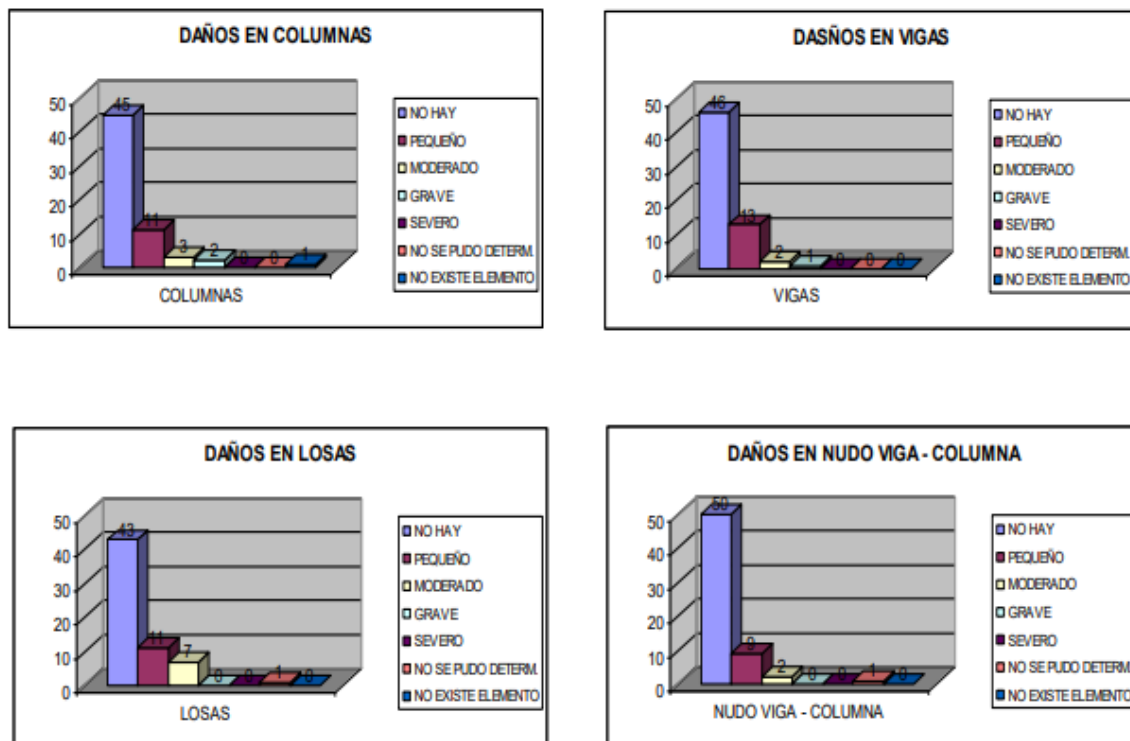 DAÑOS EN COLUMNAS
50
40
30
20
10
0
45
11
3
2
0
0
1
COLUMNAS
NO HAY
PEQUEÑO
MODERADO
GRAVE
SEVERO
NO SE PUDO DETERM.
NO EXISTE ELEMENTO
DASÑOS EN VIGAS
50
40
30
20
10
0
46
13
2
1
0
0
0
VIGAS
NO HAY
PEQUEÑO
MODERADO
GRAVE
SEVERO
NO SE PUDO DETERM.
NO EXISTE ELEMENTO
DAÑOS EN LOSAS
50
40
30
20
10
0
43
11
7
0
0
1
0
LOSAS
NO HAY
PEQUEÑO
MODERADO
GRAVE
SEVERO
NO SE PUDO DETERM.
NO EXISTE ELEMENTO
DAÑOS EN NUDO VIGA - COLUMNA
50
40
30
20
10
0
50
9
2
0
0
1
0
NUDO VIGA - COLUMNA
NO HAY
PEQUEÑO
MODERADO
GRAVE
SEVERO
NO SE PUDO DETERM.
NO EXISTE ELEMENTO